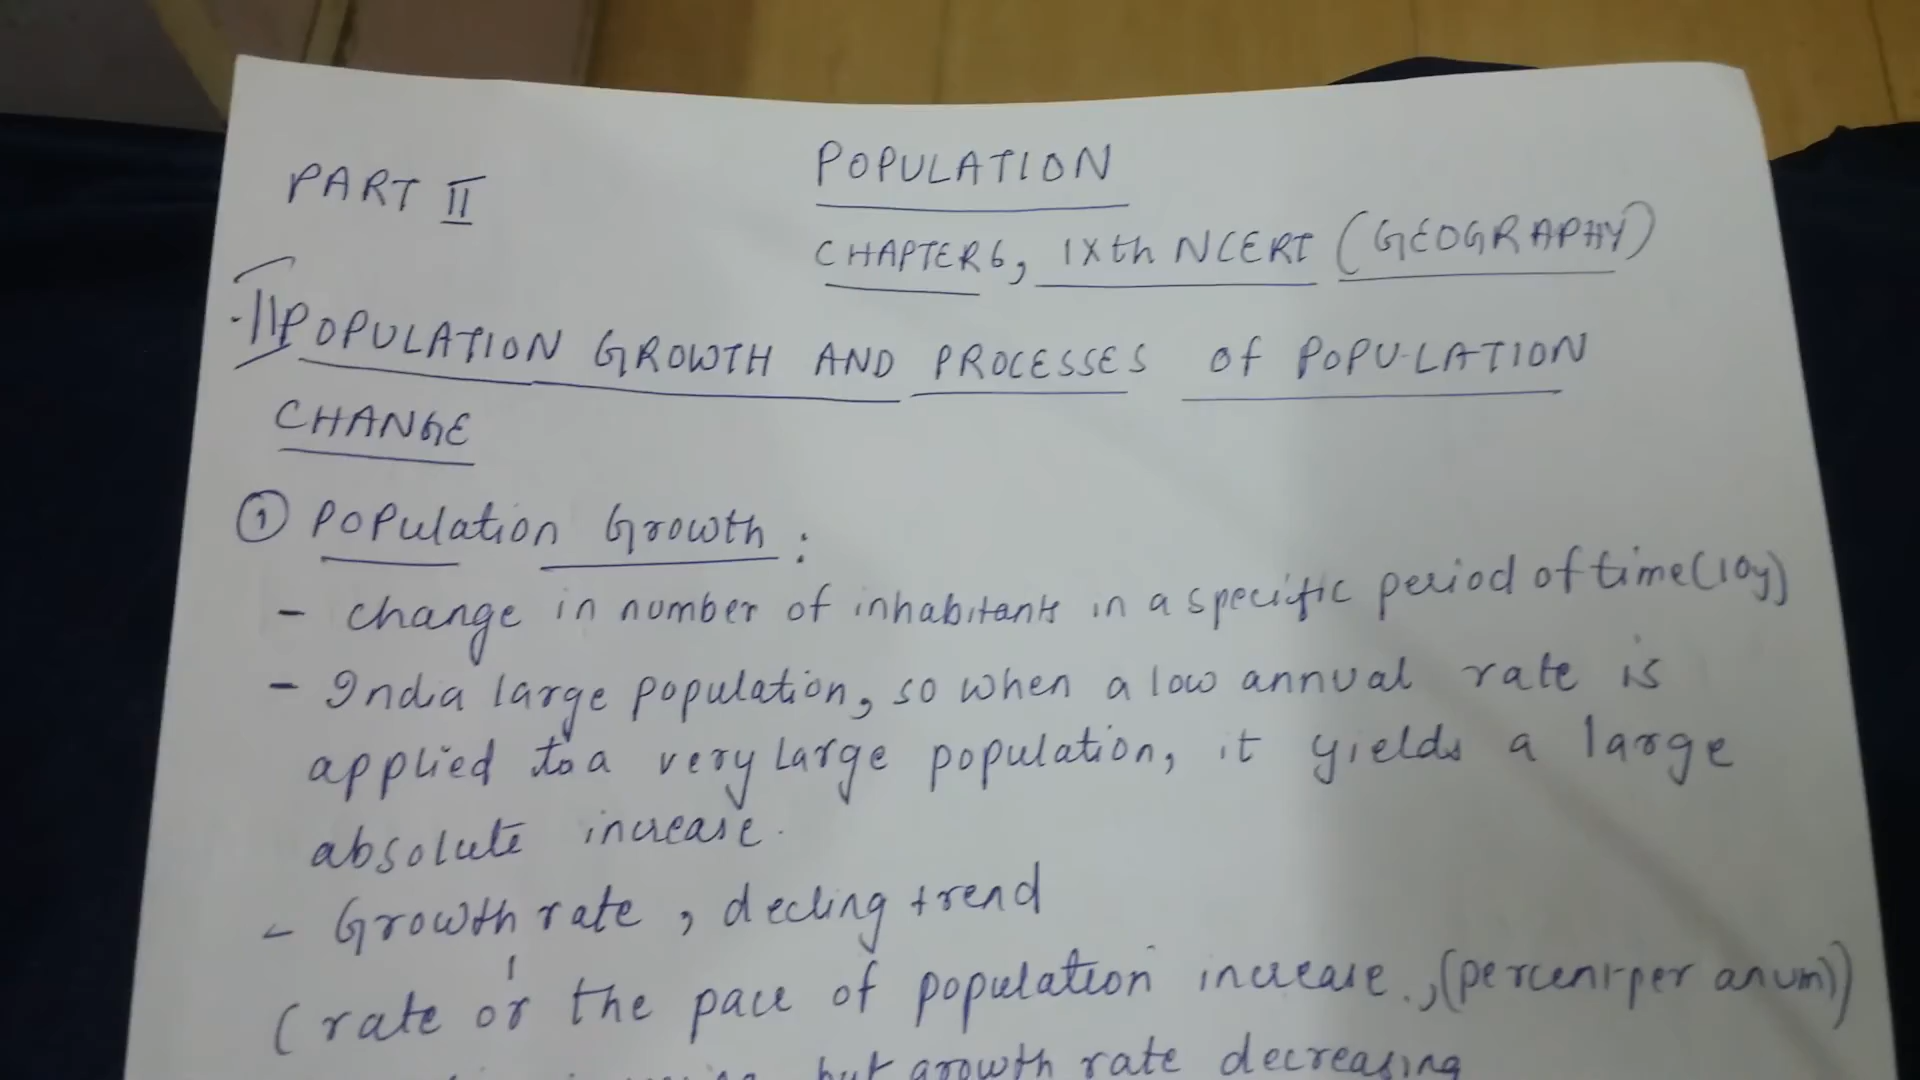 PART II
POPULATION
CHAPTER 6, IXth NCERT (GEOGRAPHY)
II POPULATION GROWTH AND PROCESSES of POPULATION
CHANGE
① Population Growth :
- change in number of inhabitants in a specific period of time (10y)
- India large population, so when a low annual rate is
applied to a very large population, it yields a large
absolute increase.
- Growth rate, decling trend
(rate or the pace of population increase., (percent per anum))
but growth rate decreasing